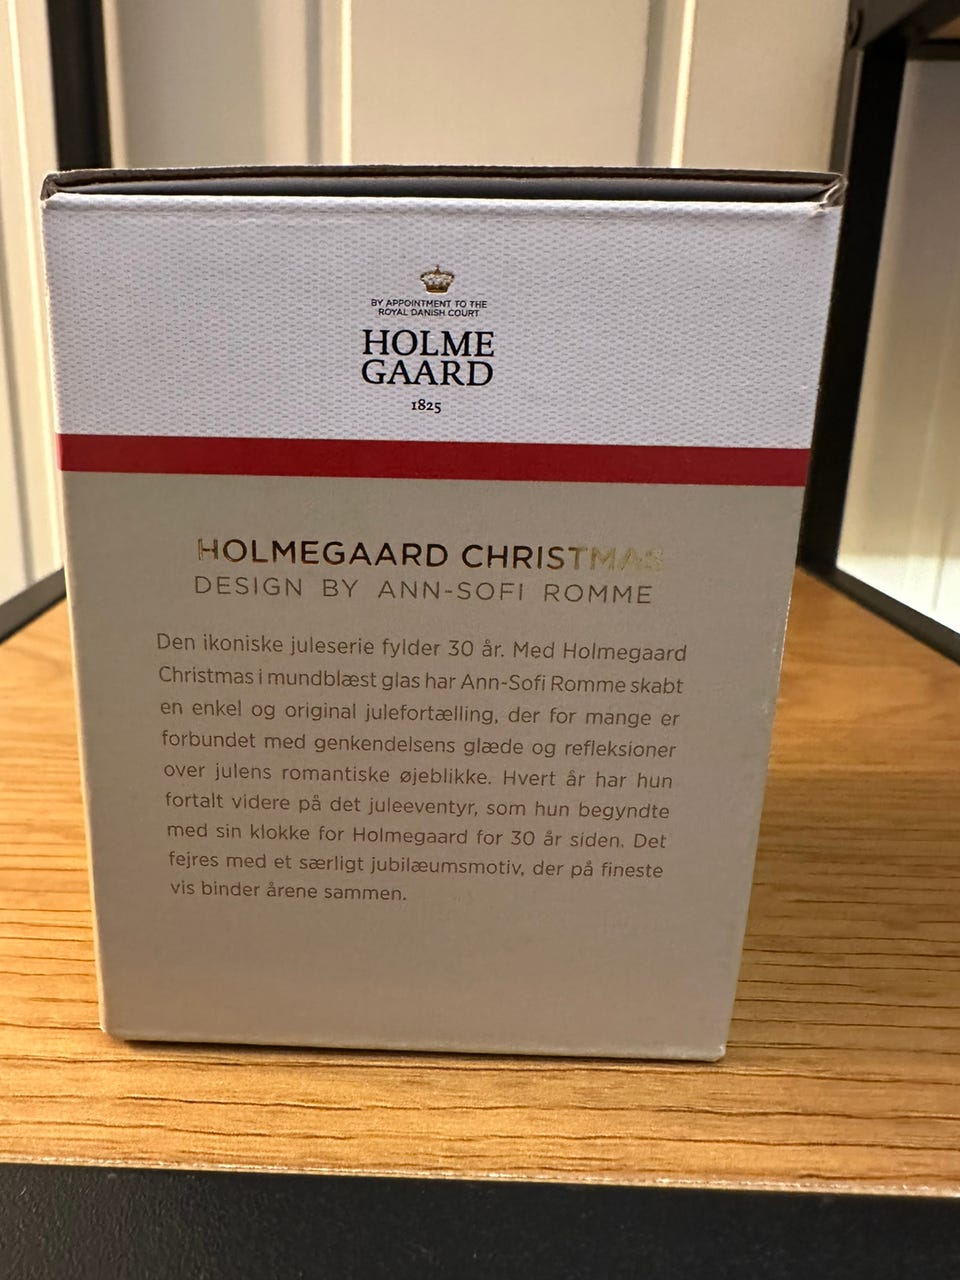 BY APPOINTMENT TO THE
ROYAL DANISH COURT
HOLME
GAARD
1825
HOLMEGAARD CHRISTMAS
DESIGN BY ANN-SOFI ROMME
Den ikoniske juleserie fylder 30 år. Med Holmegaard
Christmas i mundblæst glas har Ann-Sofi Romme skabt
en enkel og original julefortælling, der for mange er
forbundet med genkendelsens glæde og refleksioner
over julens romantiske øjeblikke. Hvert år har hun
fortalt videre på det juleeventyr, som hun begyndte
med sin klokke for Holmegaard for 30 år siden. Det
fejres med et særligt jubilæumsmotiv, der på fineste
vis binder årene sammen.